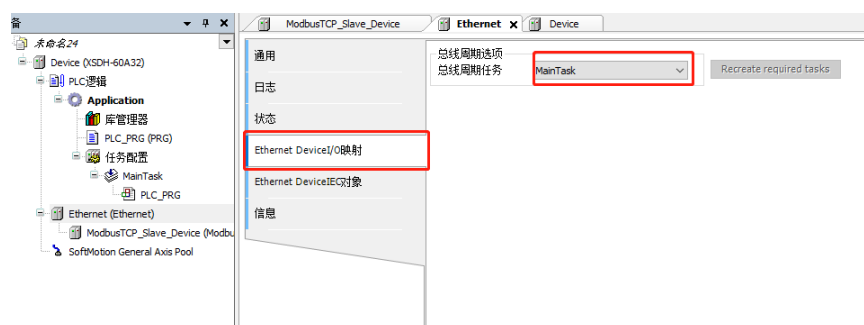 备
未命名24
Device (XSDH-60A32)
PLC逻辑
Application
库管理器
PLC_PRG (PRG)
任务配置
MainTask
PLC_PRG
Ethernet (Ethernet)
ModbusTCP_Slave_Device (Modbu
SoftMotion General Axis Pool
ModbusTCP_Slave_Device
Ethernet
Device
通用
日志
状态
Ethernet DeviceI/O映射
Ethernet DeviceIEC对象
信息
总线周期选项
总线周期任务
MainTask
Recreate required tasks